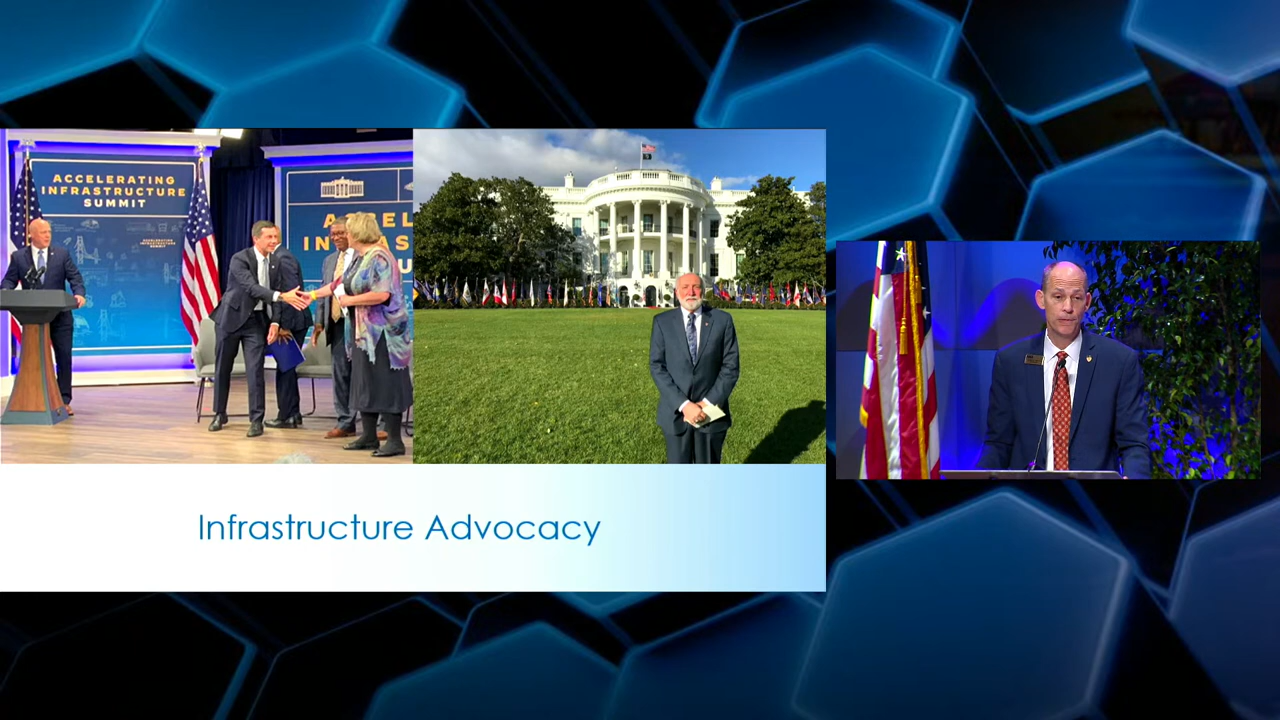 ACCELERATING
INFRASTRUCTURE
SUMMIT
Infrastructure Advocacy